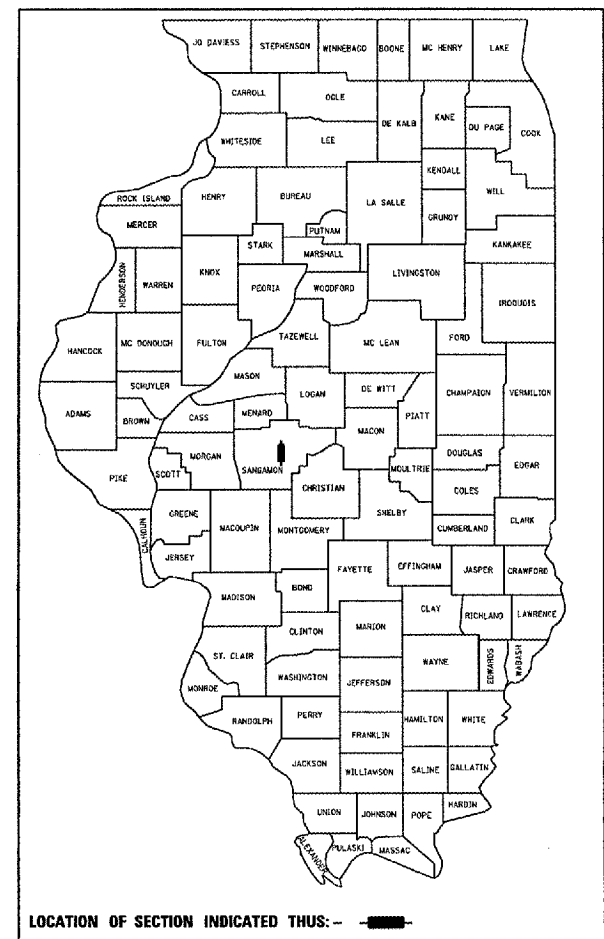 JO DAVIESS STEPHENSON WINNEBAGO BOONE MC HENRY LAKE
CARROLL OGLE DE KALB KANE DU PAGE COOK
WHITESIDE LEE
KENDALL WILL
ROCK ISLAND HENRY BUREAU LA SALLE GRUNDY
MERCER PUTNAM
STARK MARSHALL KANKAKEE
HENDERSON WARREN KNOX PEORIA WOODFORD LIVINGSTON IROQUOIS
HANCOCK MC DONOUGH FULTON TAZEWELL MC LEAN FORD
SCHUYLER MASON LOGAN DE WITT CHAMPAION VERMILION
ADAMS BROWN CASS MENARD MACON PIATT
PIKE SCOTT MORGAN SANGAMON MOULTRIE DOUGLAS EDGAR
CHRISTIAN COLES
CALHOUN GREENE MACOUPIN MONTGOMERY SHELBY CUMBERLAND CLARK
JERSEY
FAYETTE EFFINGHAM JASPER CRAWFORD
MADISON BOND CLAY
CLINTON MARION RICHLAND LAWRENCE
ST. CLAIR WAYNE EDWARDS WABASH
WASHINGTON JEFFERSON
MONROE
RANDOLPH PERRY HAMILTON WHITE
FRANKLIN
JACKSON WILLIAMSON SALINE GALLATIN
UNION JOHNSON POPE HARDIN
ALEXANDER PULASKI MASSAC
LOCATION OF SECTION INDICATED THUS: -